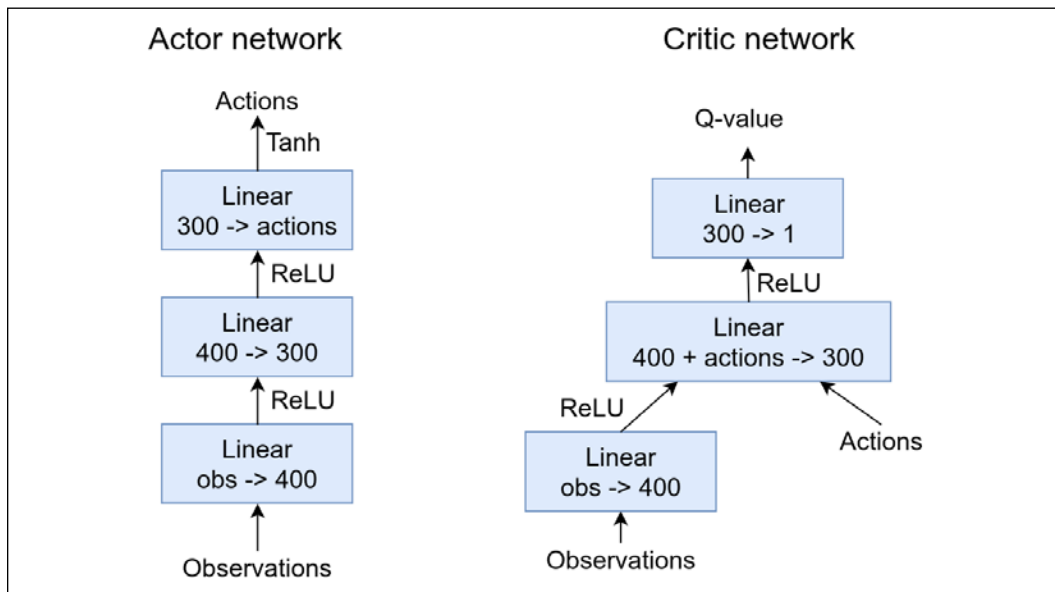 Actor network
Actions
Tanh
Linear
300 -> actions
ReLU
Linear
400 -> 300
ReLU
Linear
obs -> 400
Observations
Critic network
Q-value
Linear
300 -> 1
ReLU
Linear
400 + actions -> 300
ReLU
Actions
Linear
obs -> 400
Observations